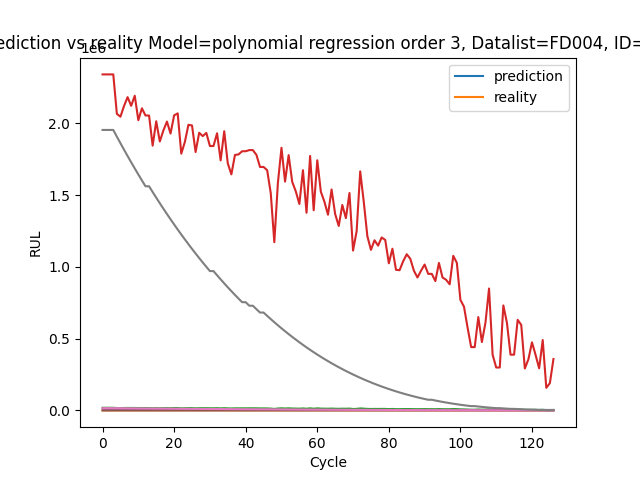 ediction vs reality Model=polynomial regression order 3, Datalist=FD004, ID=
1e6
prediction
reality
2.0
1.5
1.0
0.5
0.0
RUL
0 20 40 60 80 100 120
Cycle